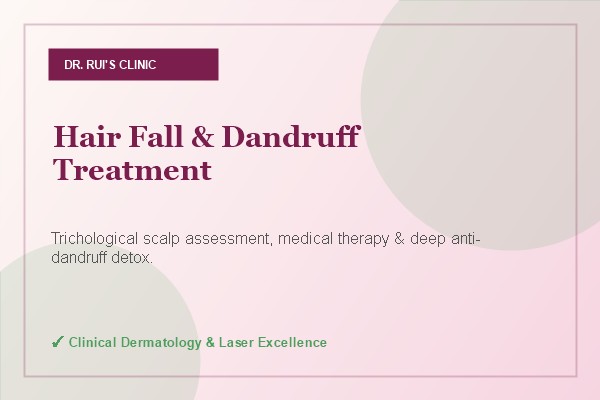 DR. RUI'S CLINIC
Hair Fall & Dandruff
Treatment
Trichological scalp assessment, medical therapy & deep anti-
dandruff detox.
✓ Clinical Dermatology & Laser Excellence